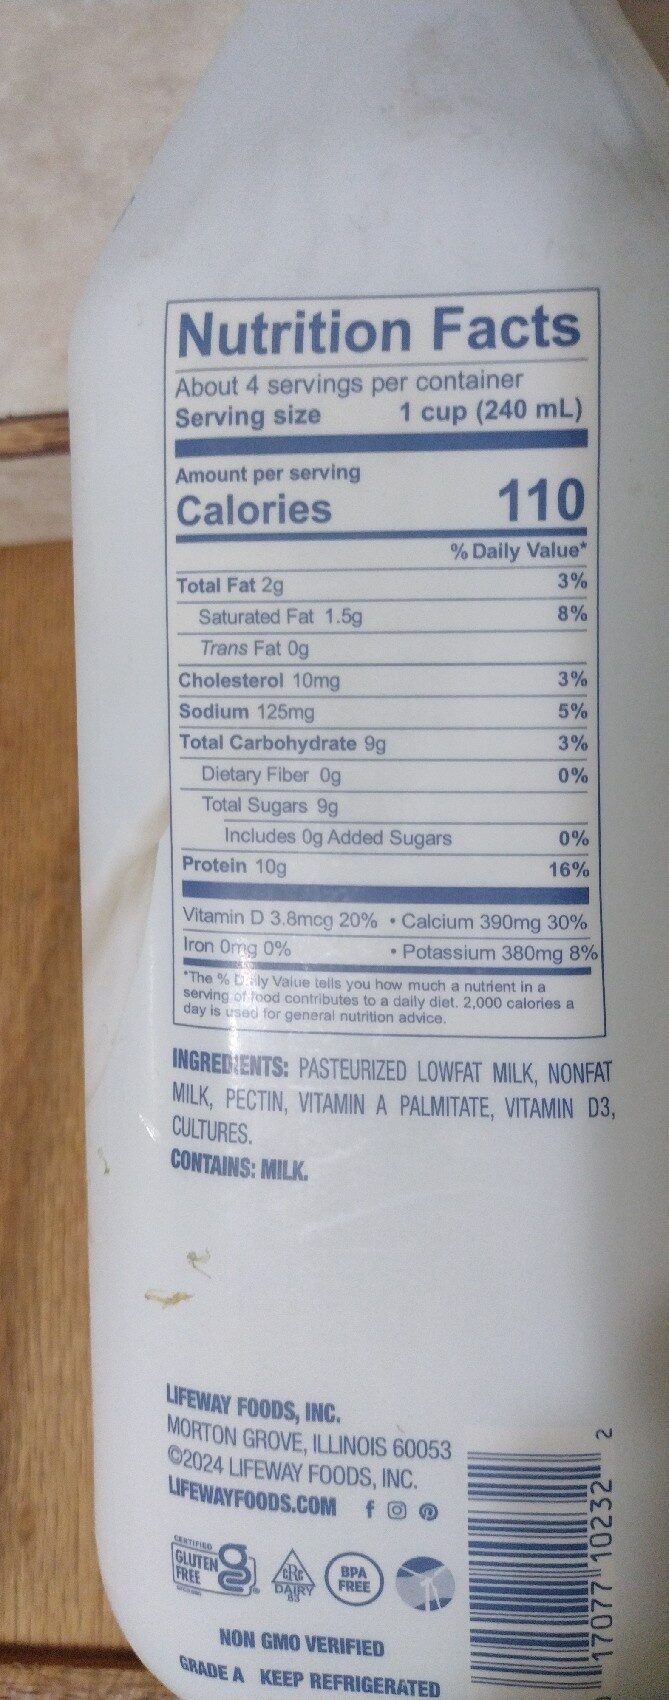 Nutrition Facts
About 4 servings per container
Serving size 1 cup (240 mL)
Amount per serving
Calories 110
% Daily Value*
Total Fat 2g 3%
Saturated Fat 1.5g 8%
Trans Fat 0g
Cholesterol 10mg 3%
Sodium 125mg 5%
Total Carbohydrate 9g 3%
Dietary Fiber 0g 0%
Total Sugars 9g
Includes 0g Added Sugars 0%
Protein 10g 16%
Vitamin D 3.8mcg 20% • Calcium 390mg 30%
Iron 0mg 0% • Potassium 380mg 8%
*The % Daily Value tells you how much a nutrient in a
serving of food contributes to a daily diet. 2,000 calories a
day is used for general nutrition advice.
INGREDIENTS: PASTEURIZED LOWFAT MILK, NONFAT
MILK, PECTIN, VITAMIN A PALMITATE, VITAMIN D3,
CULTURES.
CONTAINS: MILK.
LIFEWAY FOODS, INC.
MORTON GROVE, ILLINOIS 60053
©2024 LIFEWAY FOODS, INC.
LIFEWAYFOODS.COM
CERTIFIED
GLUTEN
FREE
DAIRY
BPA
FREE
NON GMO VERIFIED
GRADE A KEEP REFRIGERATED
17077 10232 2